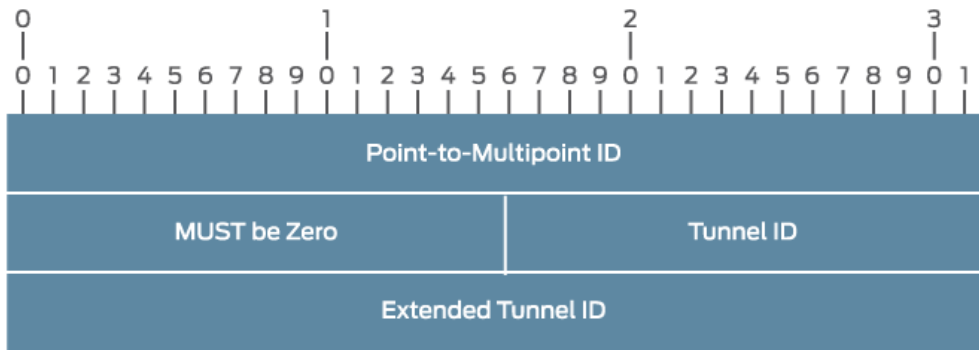 0 1 2 3
0 1 2 3 4 5 6 7 8 9 0 1 2 3 4 5 6 7 8 9 0 1 2 3 4 5 6 7 8 9 0 1
Point-to-Multipoint ID
MUST be Zero Tunnel ID
Extended Tunnel ID